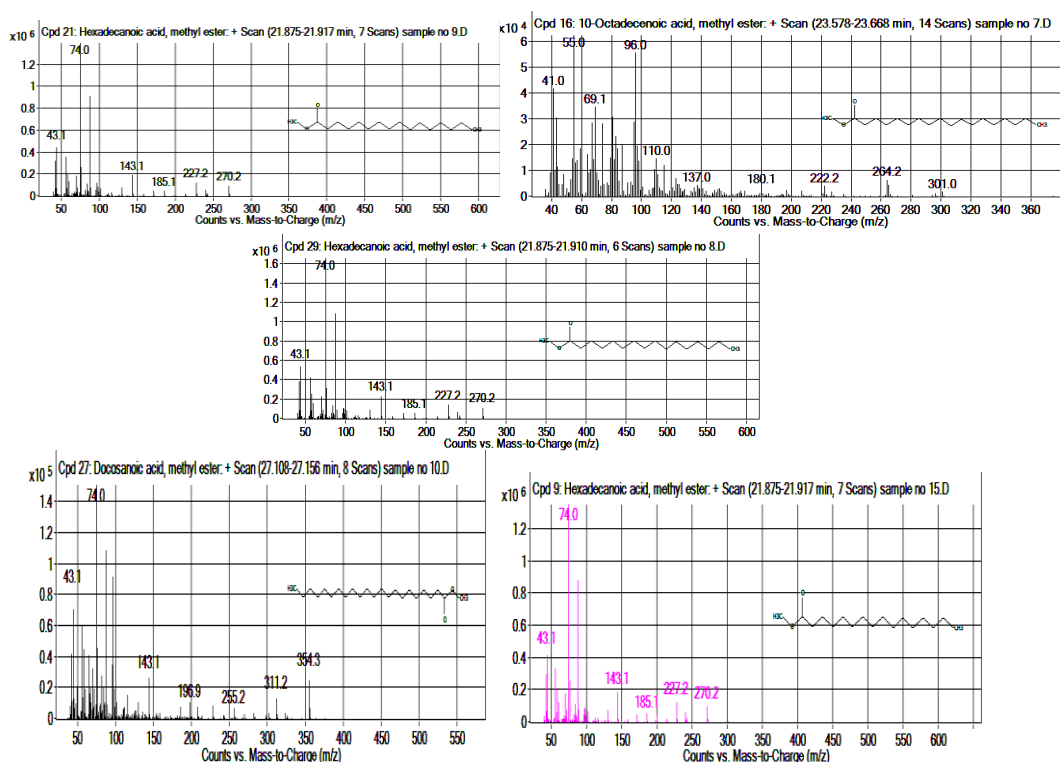 Cpd 21: Hexadecanoic acid, methyl ester: + Scan (21.875-21.917 min, 7 Scans) sample no 9.D
x10 6
74.0
1.2
1
0.8
0.6
0.4
0.2
0
43.1
143.1
185.1
227.2
270.2
H3C
O
O
CH3
50 100 150 200 250 300 350 400 450 500 550 600
Counts vs. Mass-to-Charge (m/z)
Cpd 16: 10-Octadecenoic acid, methyl ester: + Scan (23.578-23.668 min, 14 Scans) sample no 7.D
x10 4
55.0
96.0
6
5
4
3
2
1
0
41.0
69.1
110.0
137.0
180.1
222.2
264.2
301.0
H3C
O
O
CH3
40 60 80 100 120 140 160 180 200 220 240 260 280 300 320 340 360
Counts vs. Mass-to-Charge (m/z)
Cpd 29: Hexadecanoic acid, methyl ester: + Scan (21.875-21.910 min, 6 Scans) sample no 8.D
x10 6
74.0
1.6
1.4
1.2
1
0.8
0.6
0.4
0.2
0
43.1
143.1
185.1
227.2
270.2
H3C
O
O
CH3
50 100 150 200 250 300 350 400 450 500 550 600
Counts vs. Mass-to-Charge (m/z)
Cpd 27: Docosanoic acid, methyl ester: + Scan (27.108-27.156 min, 8 Scans) sample no 10.D
x10 5
74.0
1.4
1.2
1
0.8
0.6
0.4
0.2
0
43.1
143.1
196.9
255.2
311.2
354.3
H3C
O
CH3
O
50 100 150 200 250 300 350 400 450 500 550
Counts vs. Mass-to-Charge (m/z)
Cpd 9: Hexadecanoic acid, methyl ester: + Scan (21.875-21.917 min, 7 Scans) sample no 15.D
x10 6
74.0
1.2
1
0.8
0.6
0.4
0.2
0
43.1
143.1
185.1
227.2
270.2
H3C
O
O
CH3
50 100 150 200 250 300 350 400 450 500 550 600
Counts vs. Mass-to-Charge (m/z)